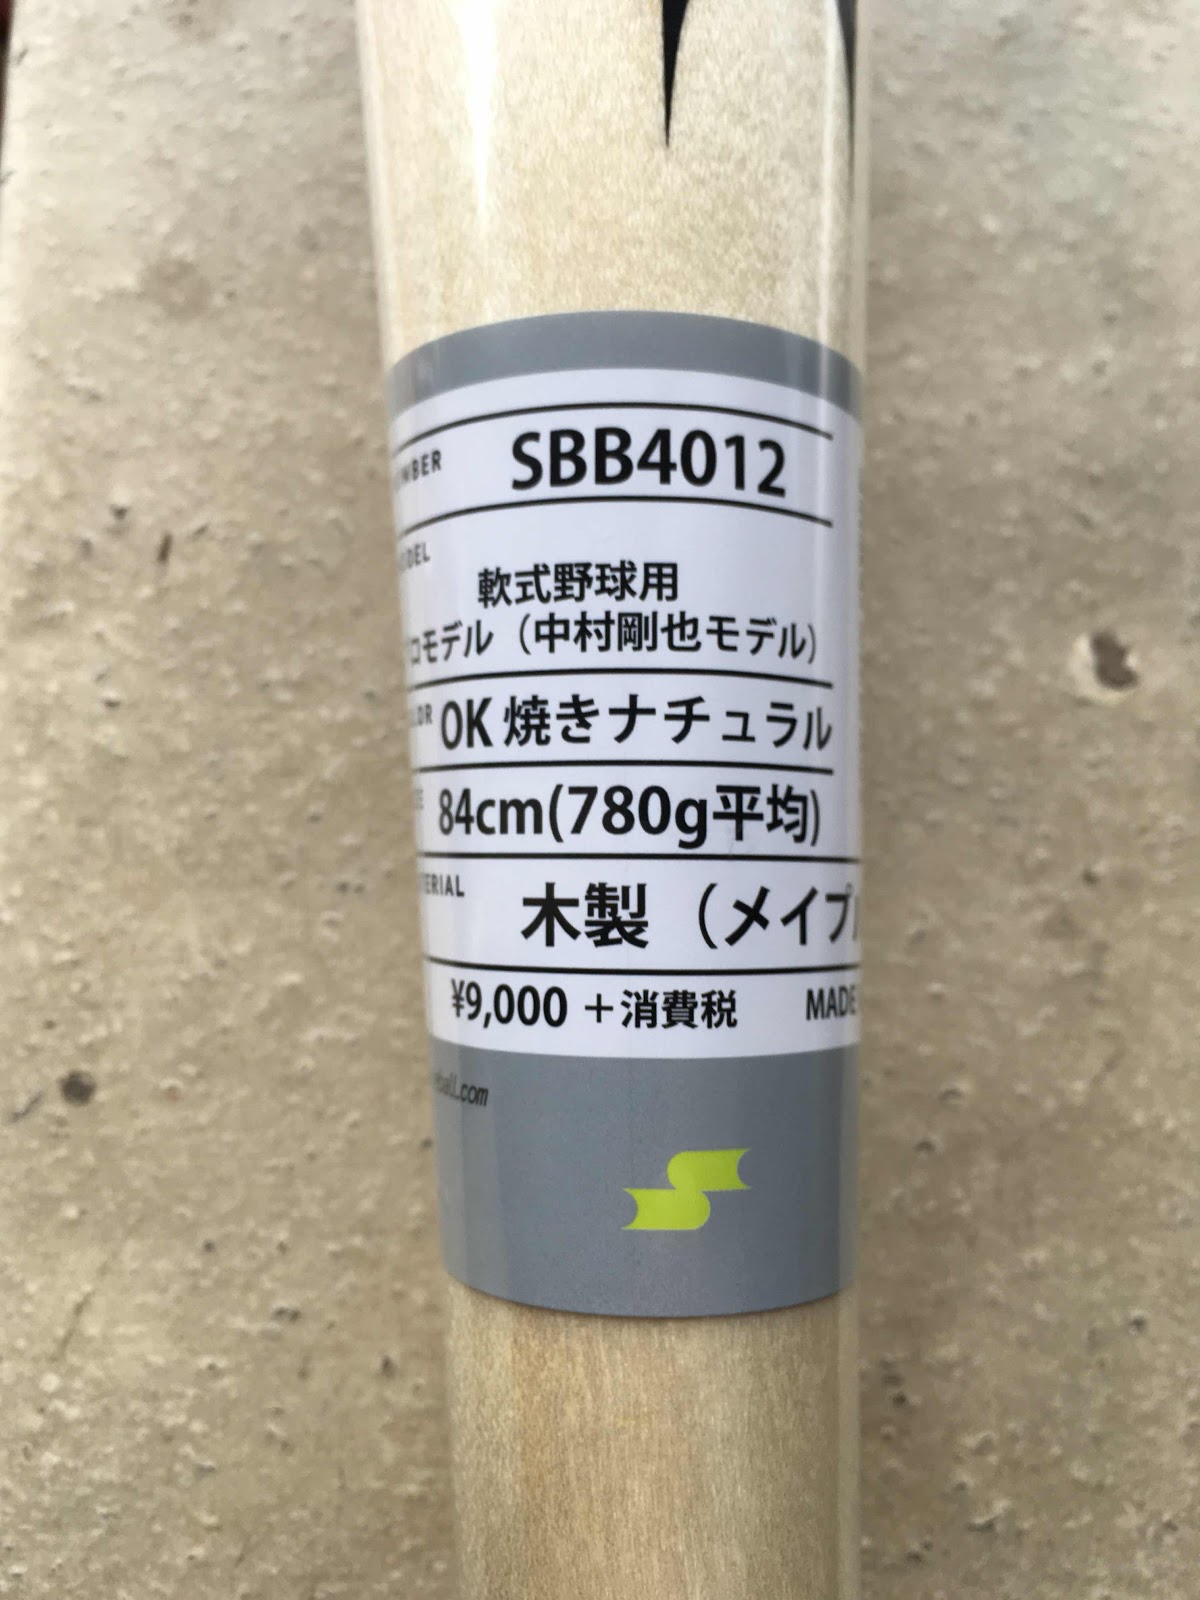 SBB4012
軟式野球用
モデル（中村剛也モデル）
OK 焼きナチュラル
84cm(780g平均)
木製（メイプ
¥9,000 ＋消費税 MADE